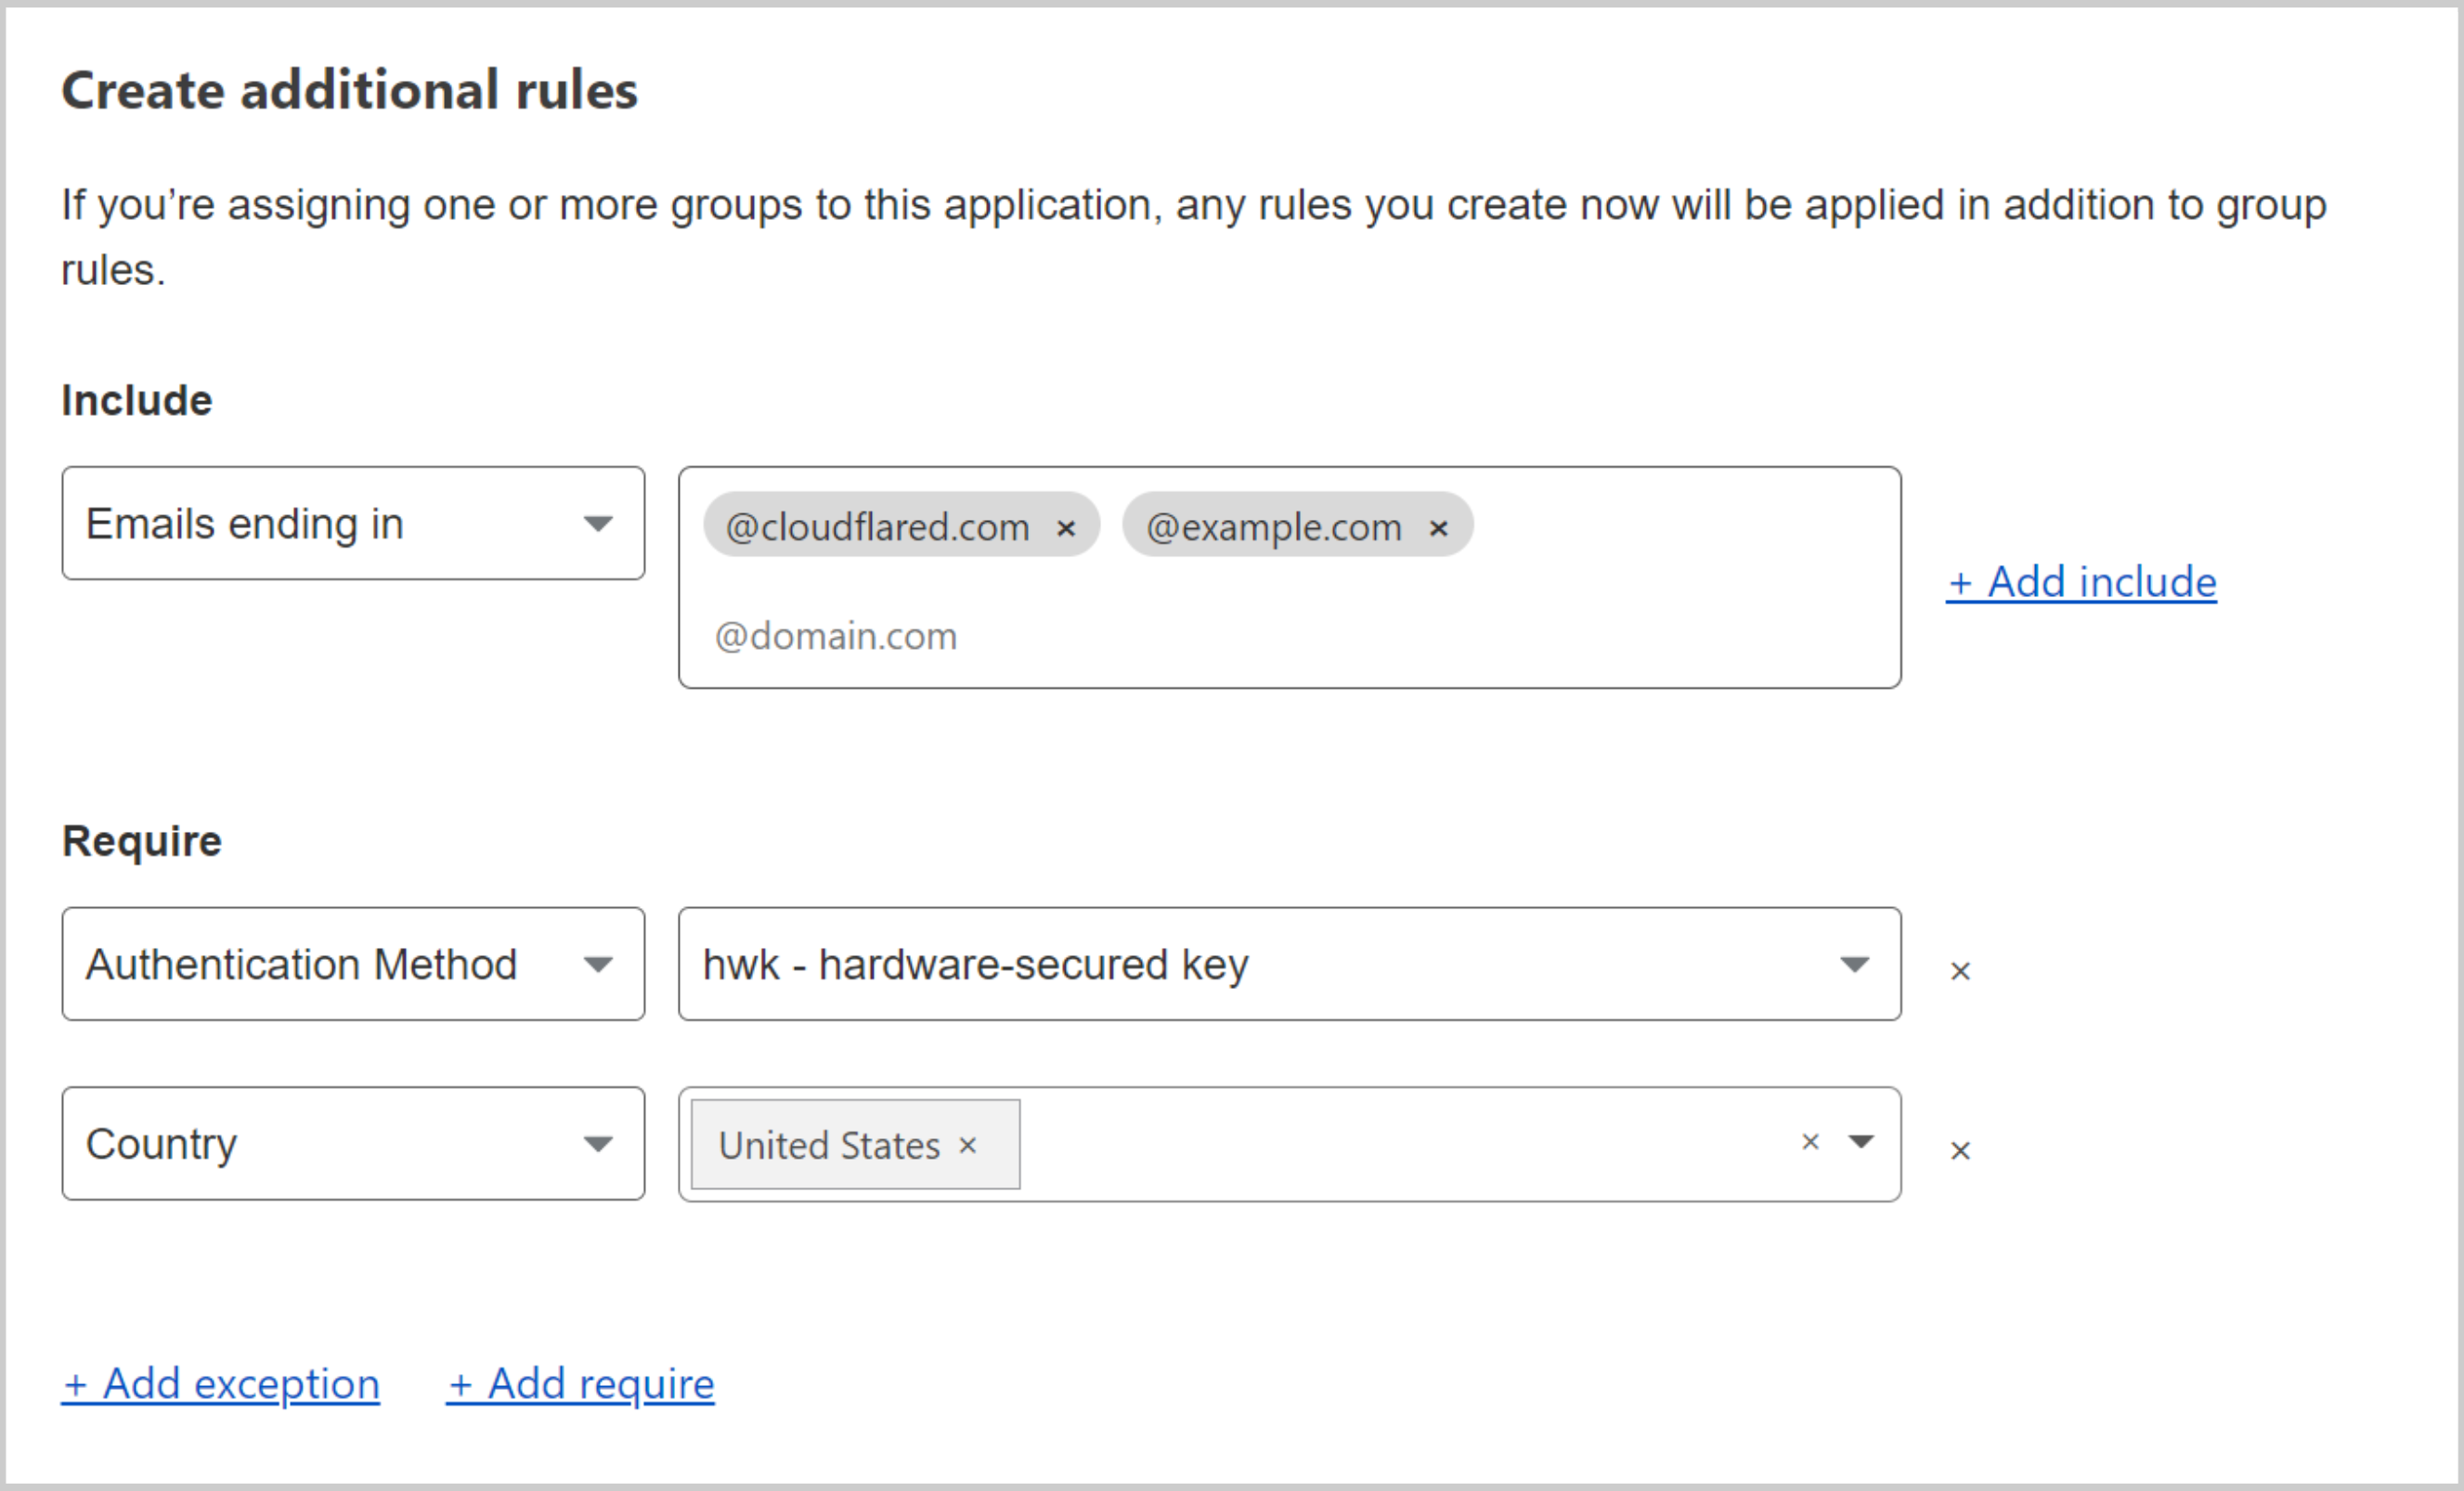 Create additional rules
If you’re assigning one or more groups to this application, any rules you create now will be applied in addition to group
rules.
Include
Emails ending in
@cloudflared.com × @example.com ×
+ Add include
@domain.com
Require
Authentication Method hwk - hardware-secured key ×
Country United States × × ×
+ Add exception + Add require